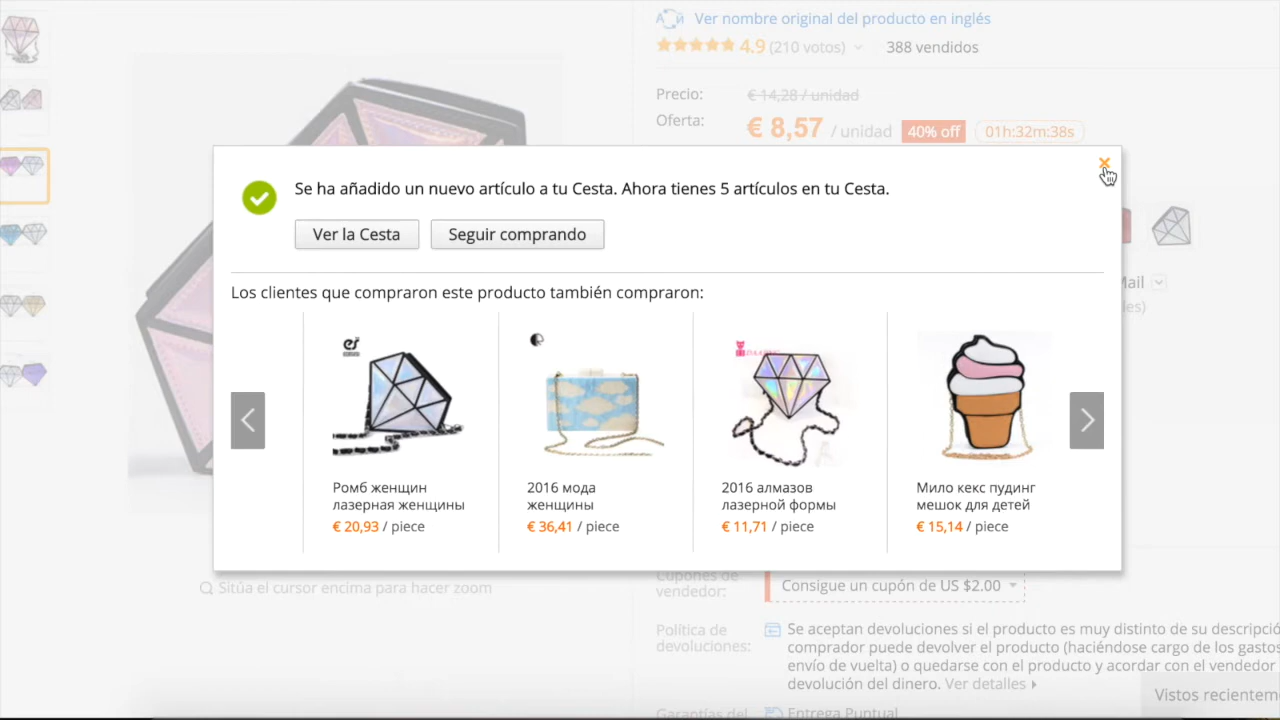 Ver nombre original del producto en inglés
4.9 (210 votos)
388 vendidos
Precio:
€ 14,28 / unidad
Oferta:
€ 8,57 / unidad
40% off
01h:32m:38s
Se ha añadido un nuevo artículo a tu Cesta. Ahora tienes 5 artículos en tu Cesta.
Ver la Cesta
Seguir comprando
Mail
les)
Los clientes que compraron este producto también compraron:
Ромб женщин
лазерная женщины
€ 20,93 / piece
2016 мода
женщины
€ 36,41 / piece
2016 алмазов
лазерной формы
€ 11,71 / piece
Мило кекс пудинг
мешок для детей
€ 15,14 / piece
Sitúa el cursor encima para hacer zoom
Cupones de
vendedor:
Consigue un cupón de US $2.00
Política de
devoluciones:
Se aceptan devoluciones si el producto es muy distinto de su descripció
comprador puede devolver el producto (haciéndose cargo de los gastos
envío de vuelta) o quedarse con el producto y acordar con el vendedor
devolución del dinero. Ver detalles
Vistos recientem
Garantías del
Entrega Puntual